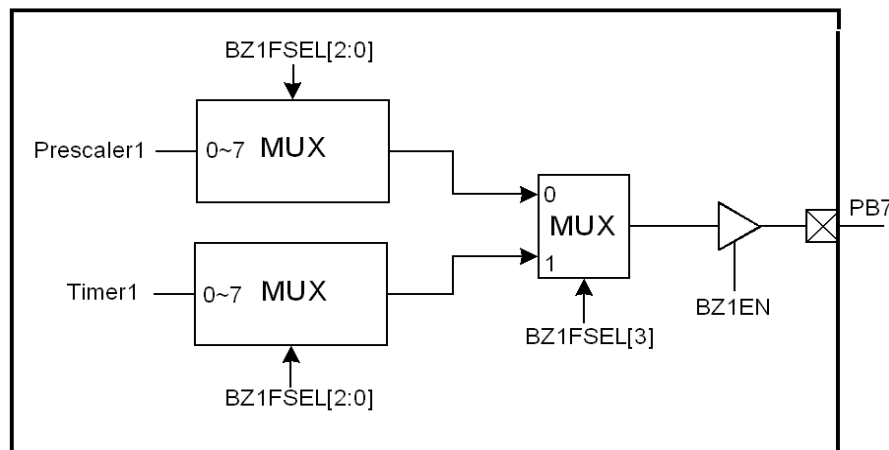 BZ1FSEL[2:0]
Prescaler1
0~7 MUX
0
MUX
1
PB7
Timer1
0~7 MUX
BZ1EN
BZ1FSEL[3]
BZ1FSEL[2:0]